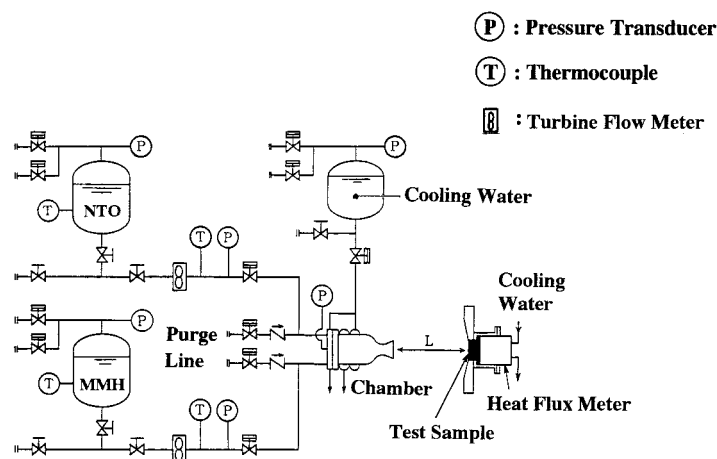 P : Pressure Transducer
T : Thermocouple
8 : Turbine Flow Meter
P
P
T
NTO
Cooling Water
T
P
P
Cooling
Water
P
Purge
Line
L
T
MMH
Chamber
Heat Flux Meter
Test Sample
T
P